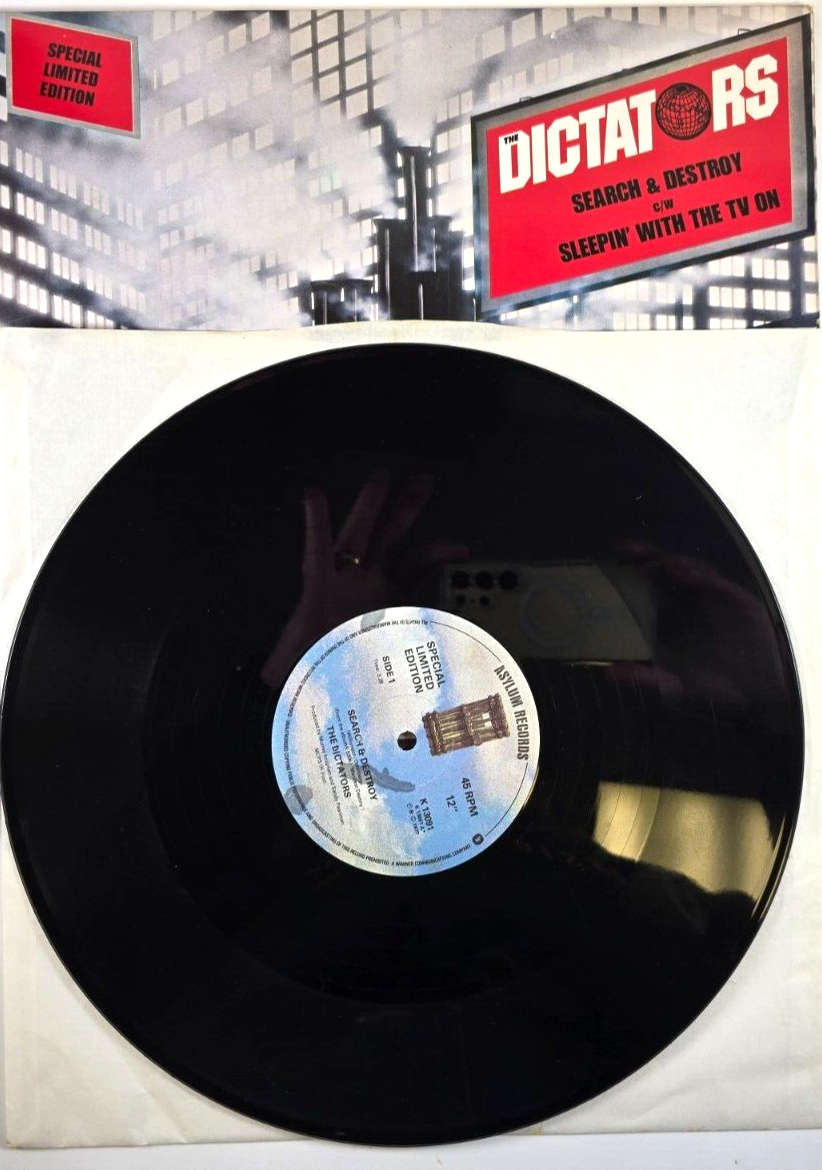 SPECIAL
LIMITED
EDITION
THE
DICTATORS
SEARCH & DESTROY
C/W
SLEEPIN' WITH THE TV ON
ASYLUM RECORDS
SPECIAL
LIMITED
EDITION
SIDE 1
45 RPM
12"
K 13091
SEARCH & DESTROY
THE DICTATORS